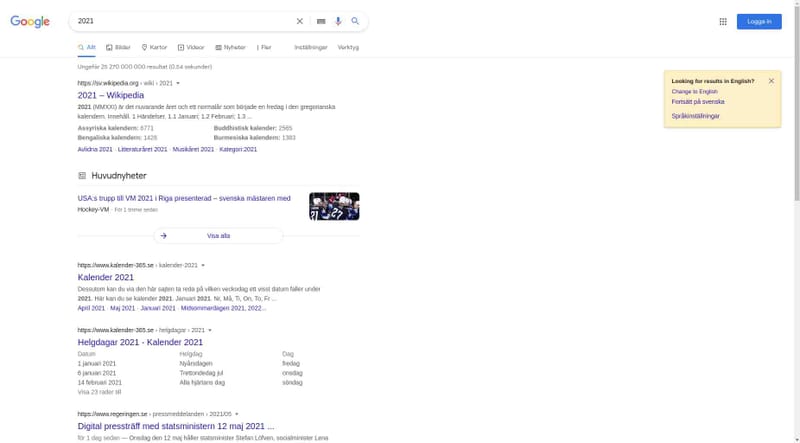 Google
2021
Logga in
Allt
Bilder
Kartor
Videor
Nyheter
Fler
Inställningar
Verktyg
Ungefär 25 270 000 000 resultat (0,64 sekunder)
Looking for results in English?
Change to English
Fortsätt på svenska
Språkinställningar
https://sv.wikipedia.org › wiki › 2021
2021 – Wikipedia
2021 (MMXXI) är det nuvarande året och ett normalår som började en fredag i den gregorianska
kalendern. Innehåll. 1 Händelser. 1.1 Januari; 1.2 Februari; 1.3 ...
Assyriska kalendern: 6771
Buddhistisk kalender: 2565
Bengaliska kalendern: 1428
Burmesiska kalendern: 1383
Avlidna 2021 · Litteraturåret 2021 · Musikåret 2021 · Kategori:2021
Huvudnyheter
USA:s trupp till VM 2021 i Riga presenterad – svenska mästaren med
Hockey-VM · För 1 timme sedan
21 27
Visa alla
https://www.kalender-365.se › kalender-2021
Kalender 2021
Dessutom kan du via den här sajten ta reda på vilken veckodag ett visst datum faller under
2021. Här kan du se kalender 2021. Januari 2021. Nr, Må, Ti, On, To, Fr ...
April 2021 · Maj 2021 · Januari 2021 · Midsommardagen 2021, 2022...
https://www.kalender-365.se › helgdagar › 2021
Helgdagar 2021 - Kalender 2021
Datum Helgdag Dag
1 januari 2021 Nyårsdagen fredag
6 januari 2021 Trettondedag jul onsdag
14 februari 2021 Alla hjärtans dag söndag
Visa 23 rader till
https://www.regeringen.se › pressmeddelanden › 2021/05
Digital pressträff med statsministern 12 maj 2021 ...
för 1 dag sedan — Onsdag den 12 maj håller statsminister Stefan Löfven, socialminister Lena